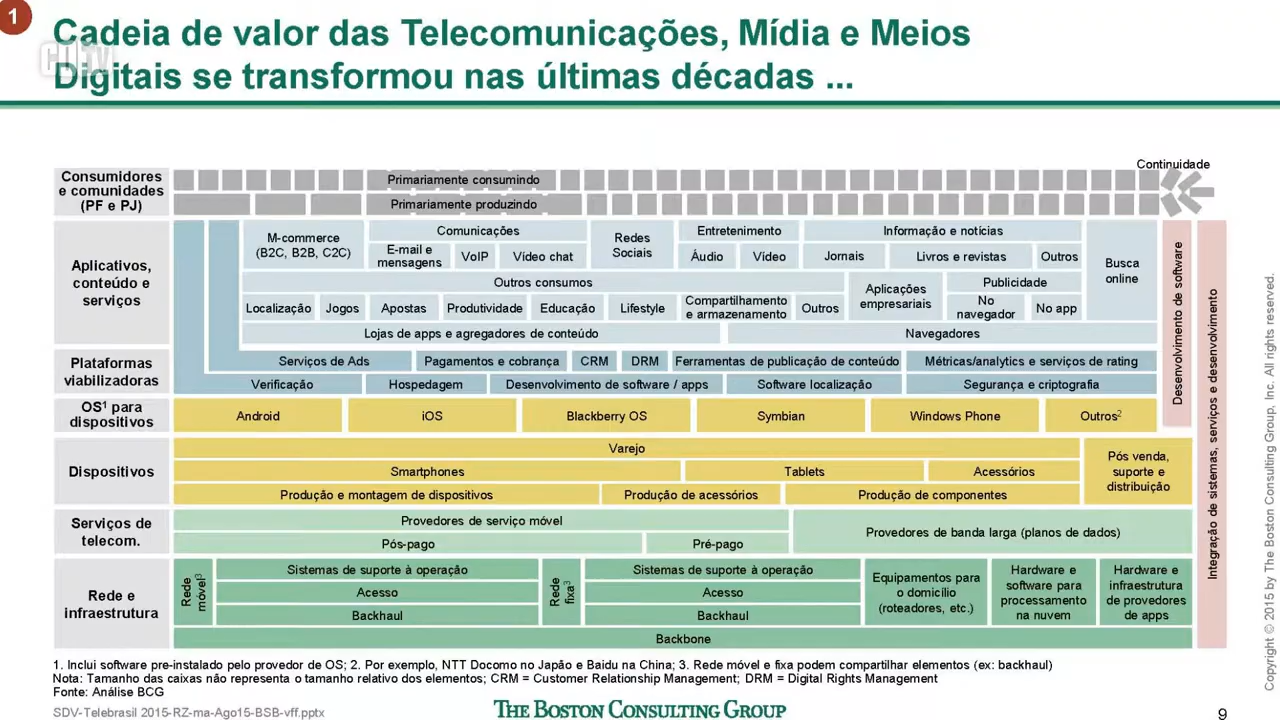 1
Cadeia de valor das Telecomunicações, Mídia e Meios
Digitais se transformou nas últimas décadas ...
Continuidade
Consumidores
e comunidades
(PF e PJ)
Primariamente consumindo
Primariamente produzindo
Aplicativos,
conteúdo e
serviços
M-commerce
(B2C, B2B, C2C)
Comunicações
E-mail e
mensagens
VoIP
Vídeo chat
Redes
Sociais
Entretenimento
Áudio
Vídeo
Informação e notícias
Jornais
Livros e revistas
Outros
Busca
online
Outros consumos
Localização
Jogos
Apostas
Produtividade
Educação
Lifestyle
Compartilhamento
e armazenamento
Outros
Aplicações
empresariais
Publicidade
No
navegador
No app
Lojas de apps e agregadores de conteúdo
Navegadores
Plataformas
viabilizadoras
Serviços de Ads
Pagamentos e cobrança
CRM
DRM
Ferramentas de publicação de conteúdo
Métricas/analytics e serviços de rating
Verificação
Hospedagem
Desenvolvimento de software / apps
Software localização
Segurança e criptografia
OS¹ para
dispositivos
Android
iOS
Blackberry OS
Symbian
Windows Phone
Outros²
Desenvolvimento de software
Integração de sistemas, serviços e desenvolvimento
Dispositivos
Varejo
Smartphones
Tablets
Acessórios
Produção e montagem de dispositivos
Produção de acessórios
Produção de componentes
Pós venda,
suporte e
distribuição
Serviços de
telecom.
Provedores de serviço móvel
Pós-pago
Pré-pago
Provedores de banda larga (planos de dados)
Rede e
infraestrutura
Rede
móvel³
Sistemas de suporte à operação
Acesso
Backhaul
Rede
fixa³
Sistemas de suporte à operação
Acesso
Backhaul
Equipamentos para
o domicílio
(roteadores, etc.)
Hardware e
software para
processamento
na nuvem
Hardware e
infraestrutura
de provedores
de apps
Backbone
1. Inclui software pre-instalado pelo provedor de OS; 2. Por exemplo, NTT Docomo no Japão e Baidu na China; 3. Rede móvel e fixa podem compartilhar elementos (ex: backhaul)
Nota: Tamanho das caixas não representa o tamanho relativo dos elementos; CRM = Customer Relationship Management; DRM = Digital Rights Management
Fonte: Análise BCG
SDV-Telebrasil 2015-RZ-ma-Ago15-BSB-vff.pptx
THE BOSTON CONSULTING GROUP
9
Copyright © 2015 by The Boston Consulting Group, Inc. All rights reserved.